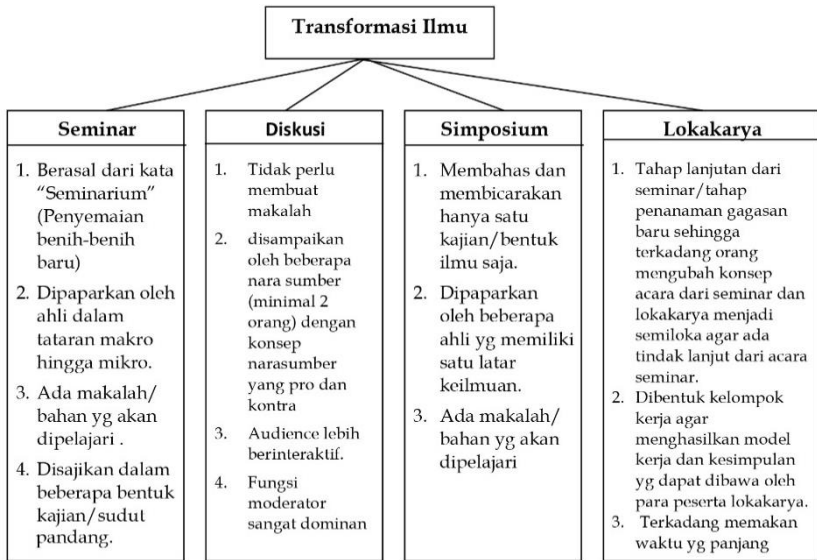 Transformasi Ilmu
Seminar
1. Berasal dari kata
“Seminarium”
(Penyemaian
benih-benih
baru)
2. Dipaparkan oleh
ahli dalam
tataran makro
hingga mikro.
3. Ada makalah/
bahan yg akan
dipelajari .
4. Disajikan dalam
beberapa bentuk
kajian/sudut
pandang.
Diskusi
1. Tidak perlu
membuat
makalah
2. disampaikan
oleh beberapa
nara sumber
(minimal 2
orang) dengan
konsep
narasumber
yang pro dan
kontra
3. Audience lebih
berinteraktif.
4. Fungsi
moderator
sangat dominan
Simposium
1. Membahas dan
membicarakan
hanya satu
kajian/bentuk
ilmu saja.
2. Dipaparkan
oleh beberapa
ahli yg memiliki
satu latar
keilmuan.
3. Ada makalah/
bahan yg akan
dipelajari
Lokakarya
1. Tahap lanjutan dari
seminar/tahap
penanaman gagasan
baru sehingga
terkadang orang
mengubah konsep
acara dari seminar dan
lokakarya menjadi
semiloka agar ada
tindak lanjut dari acara
seminar.
2. Dibentuk kelompok
kerja agar
menghasilkan model
kerja dan kesimpulan
yg dapat dibawa oleh
para peserta lokakarya.
3. Terkadang memakan
waktu yg panjang